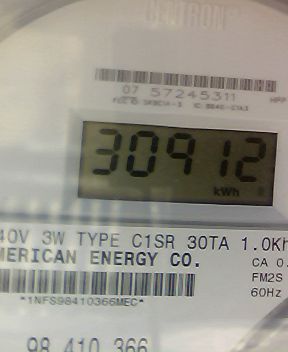 CENTRON®
07 57245311
30912
kWh
40V 3W TYPE C1SR 30TA 1.0Kh
MERICAN ENERGY CO.
CA 0.
FM2S
*1NFS98410366MEC*
60Hz
98 410 366